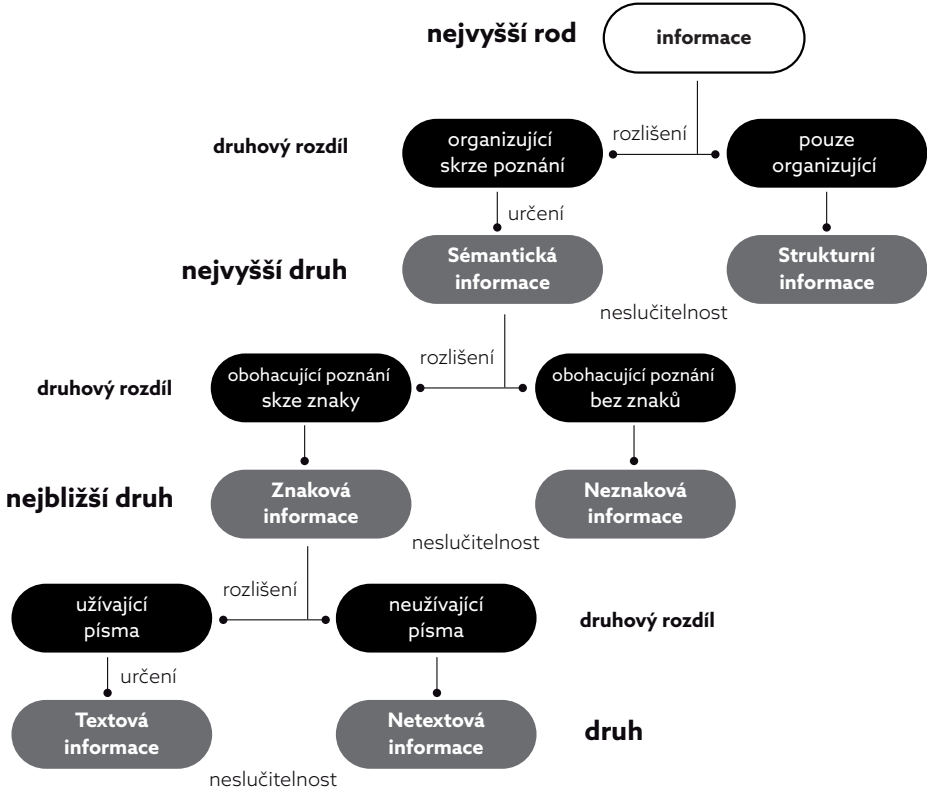 nejvyšší rod
informace
druhový rozdíl
organizující
skrze poznání
rozlišení
pouze
organizující
určení
nejvyšší druh
Sémantická
informace
Strukturní
informace
neslučitelnost
rozlišení
druhový rozdíl
obohacující poznání
skze znaky
obohacující poznání
bez znaků
nejbližší druh
Znaková
informace
Neznaková
informace
neslučitelnost
rozlišení
užívající
písma
neužívající
písma
druhový rozdíl
určení
Textová
informace
Netextová
informace
druh
neslučitelnost